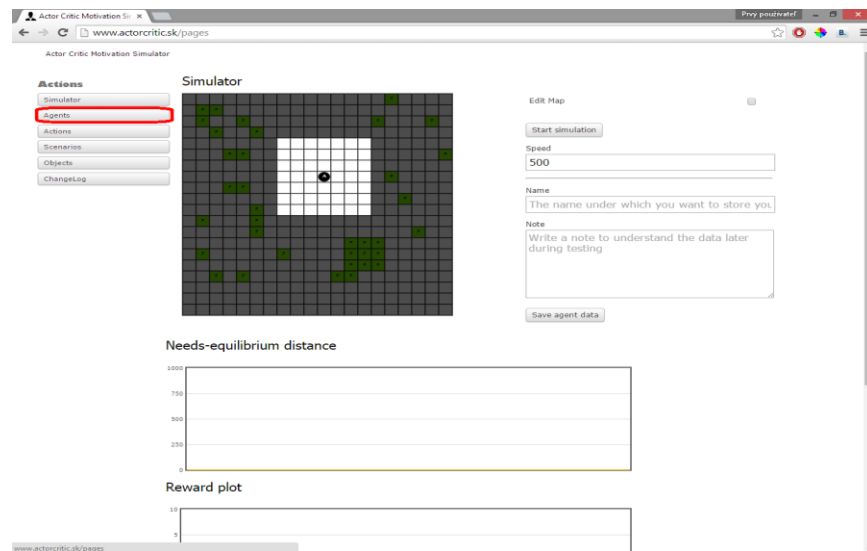 Actor Critic Motivation Si
Prvý používateľ
www.actorcritic.sk/pages
B.
Actor Critic Motivation Simulator
Actions
Simulator
Agents
Actions
Scenarios
Objects
ChangeLog
Simulator
Edit Map
Start simulation
Speed
500
Name
The name under which you want to store you
Note
Write a note to understand the data later
during testing
Save agent data
Needs-equilibrium distance
1000
750
500
250
0
Reward plot
10
5
www.actorcritic.sk/pages